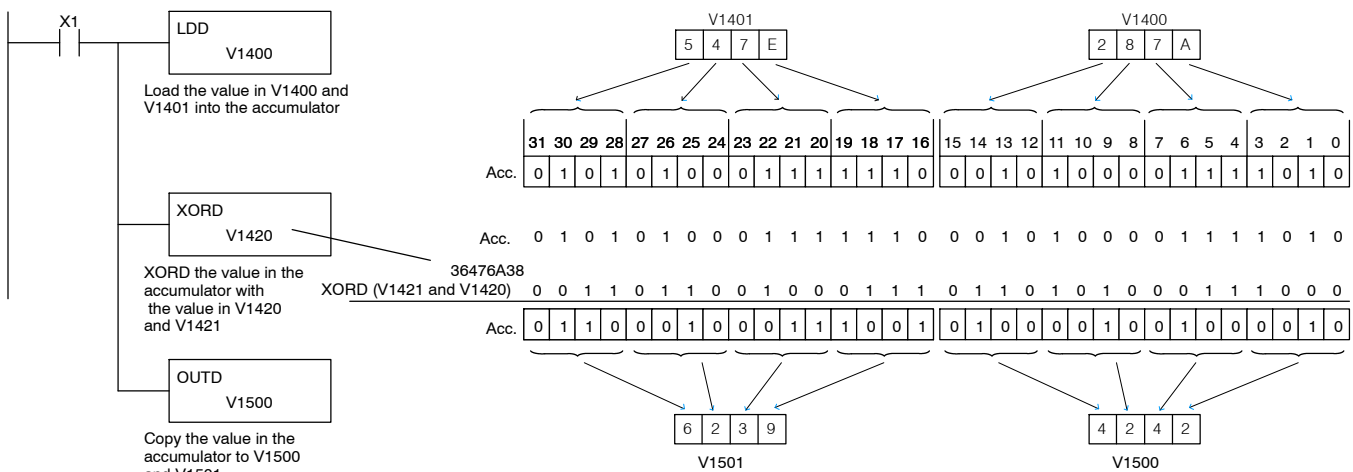 X1
LDD
V1400
Load the value in V1400 and
V1401 into the accumulator
XORD
V1420
XORD the value in the
accumulator with
the value in V1420
and V1421
OUTD
V1500
Copy the value in the
accumulator to V1500
V1401
5 4 7 E
V1400
2 8 7 A
31 30 29 28 27 26 25 24 23 22 21 20 19 18 17 16 15 14 13 12 11 10 9 8 7 6 5 4 3 2 1 0
Acc. 0 1 0 1 0 1 0 0 0 1 1 1 1 1 1 0 0 0 1 0 1 0 0 0 0 1 1 1 1 0 1 0
Acc. 0 1 0 1 0 1 0 0 0 1 1 1 1 1 1 0 0 0 1 0 1 0 0 0 0 1 1 1 1 0 1 0
36476A38
XORD (V1421 and V1420) 0 0 1 1 0 1 1 0 0 1 0 0 0 1 1 1 0 1 1 0 1 0 1 0 0 0 1 1 1 0 0 0
Acc. 0 1 1 0 0 0 1 0 0 0 1 1 1 0 0 1 0 1 0 0 0 0 1 0 0 1 0 0 0 0 1 0
6 2 3 9
V1501
4 2 4 2
V1500